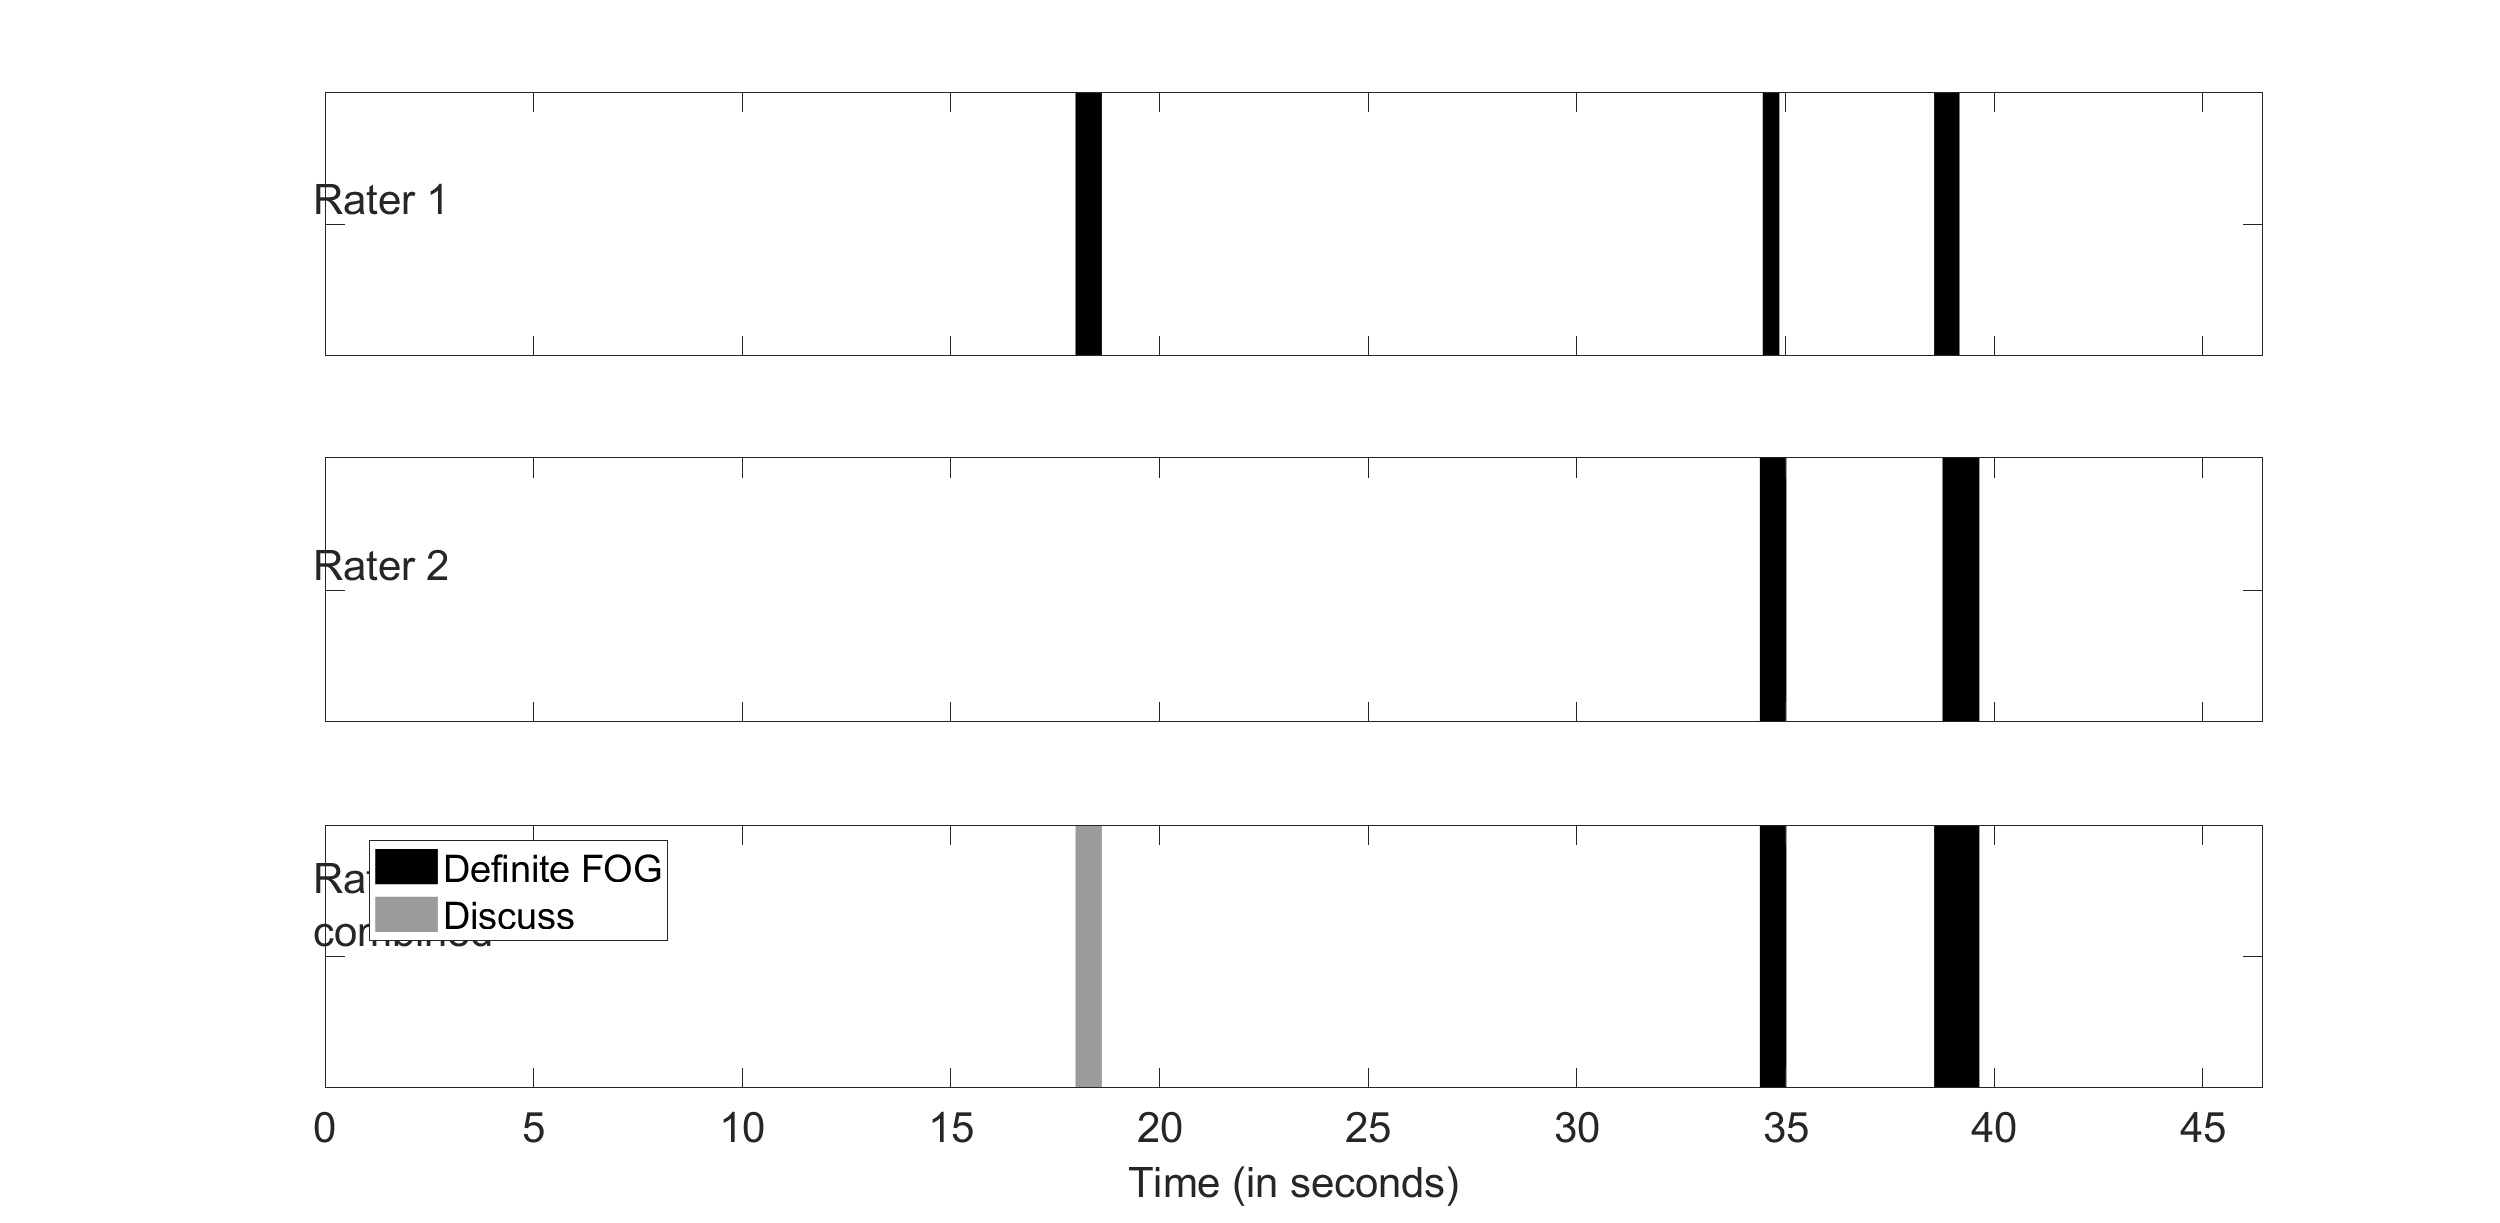 Rater 1
Rater 2
Definite FOG
Discuss
0 5 10 15 20 25 30 35 40 45
Time (in seconds)